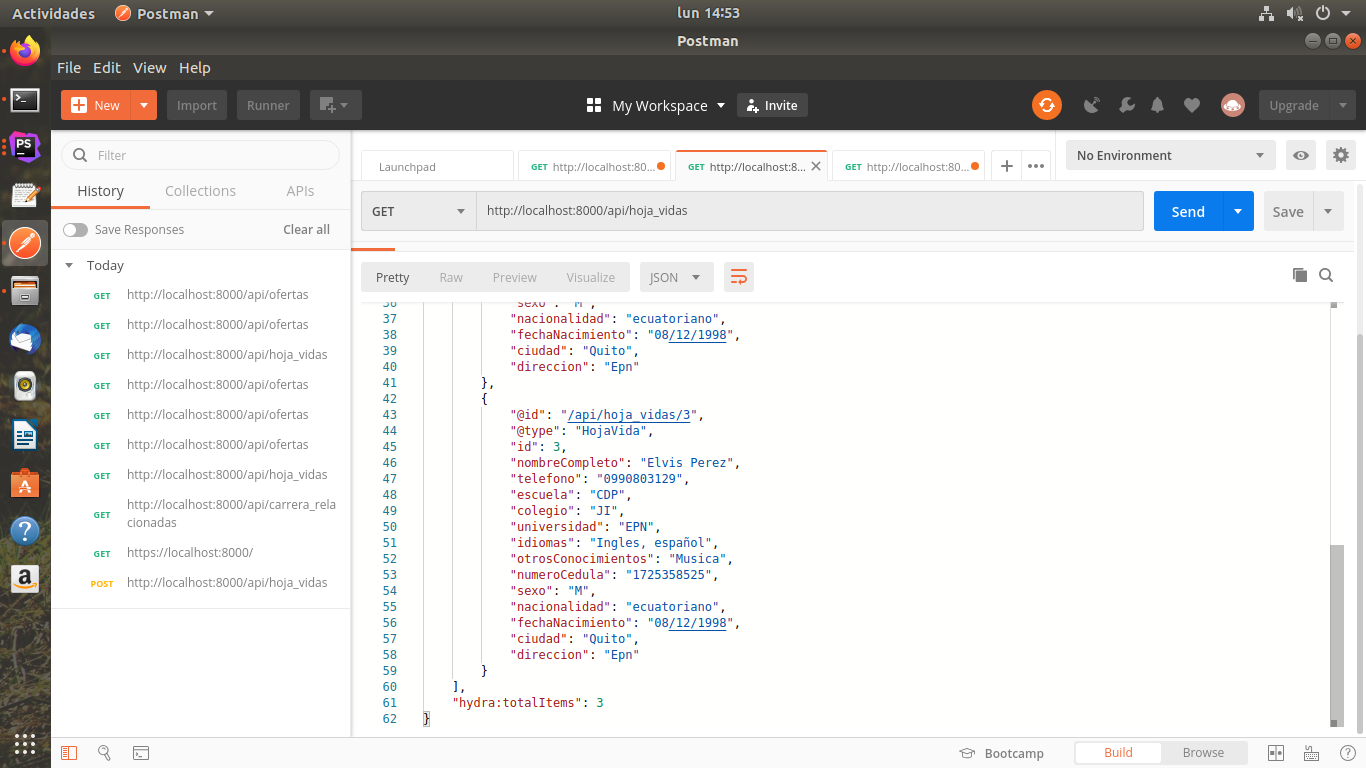 Actividades
Postman
lun 14:53
Postman
File Edit View Help
New
Import
Runner
My Workspace
Invite
Upgrade
Filter
History
Collections
APIs
Save Responses
Clear all
Today
GET http://localhost:8000/api/ofertas
GET http://localhost:8000/api/ofertas
GET http://localhost:8000/api/hoja_vidas
GET http://localhost:8000/api/ofertas
GET http://localhost:8000/api/ofertas
GET http://localhost:8000/api/ofertas
GET http://localhost:8000/api/hoja_vidas
GET http://localhost:8000/api/carrera_rela
cionadas
GET https://localhost:8000/
POST http://localhost:8000/api/hoja_vidas
Launchpad
GET http://localhost:80...
GET http://localhost:8...
GET http://localhost:80...
No Environment
GET
http://localhost:8000/api/hoja_vidas
Send
Save
Pretty
Raw
Preview
Visualize
JSON
36 "sexo": "M",
37 "nacionalidad": "ecuatoriano",
38 "fechaNacimiento": "08/12/1998",
39 "ciudad": "Quito",
40 "direccion": "Epn"
41 },
42 {
43 "@id": "/api/hoja_vidas/3",
44 "@type": "HojaVida",
45 "id": 3,
46 "nombreCompleto": "Elvis Perez",
47 "telefono": "0990803129",
48 "escuela": "CDP",
49 "colegio": "JI",
50 "universidad": "EPN",
51 "idiomas": "Ingles, español",
52 "otrosConocimientos": "Musica",
53 "numeroCedula": "1725358525",
54 "sexo": "M",
55 "nacionalidad": "ecuatoriano",
56 "fechaNacimiento": "08/12/1998",
57 "ciudad": "Quito",
58 "direccion": "Epn"
59 }
60 ],
61 "hydra:totalItems": 3
62 }
Bootcamp
Build
Browse